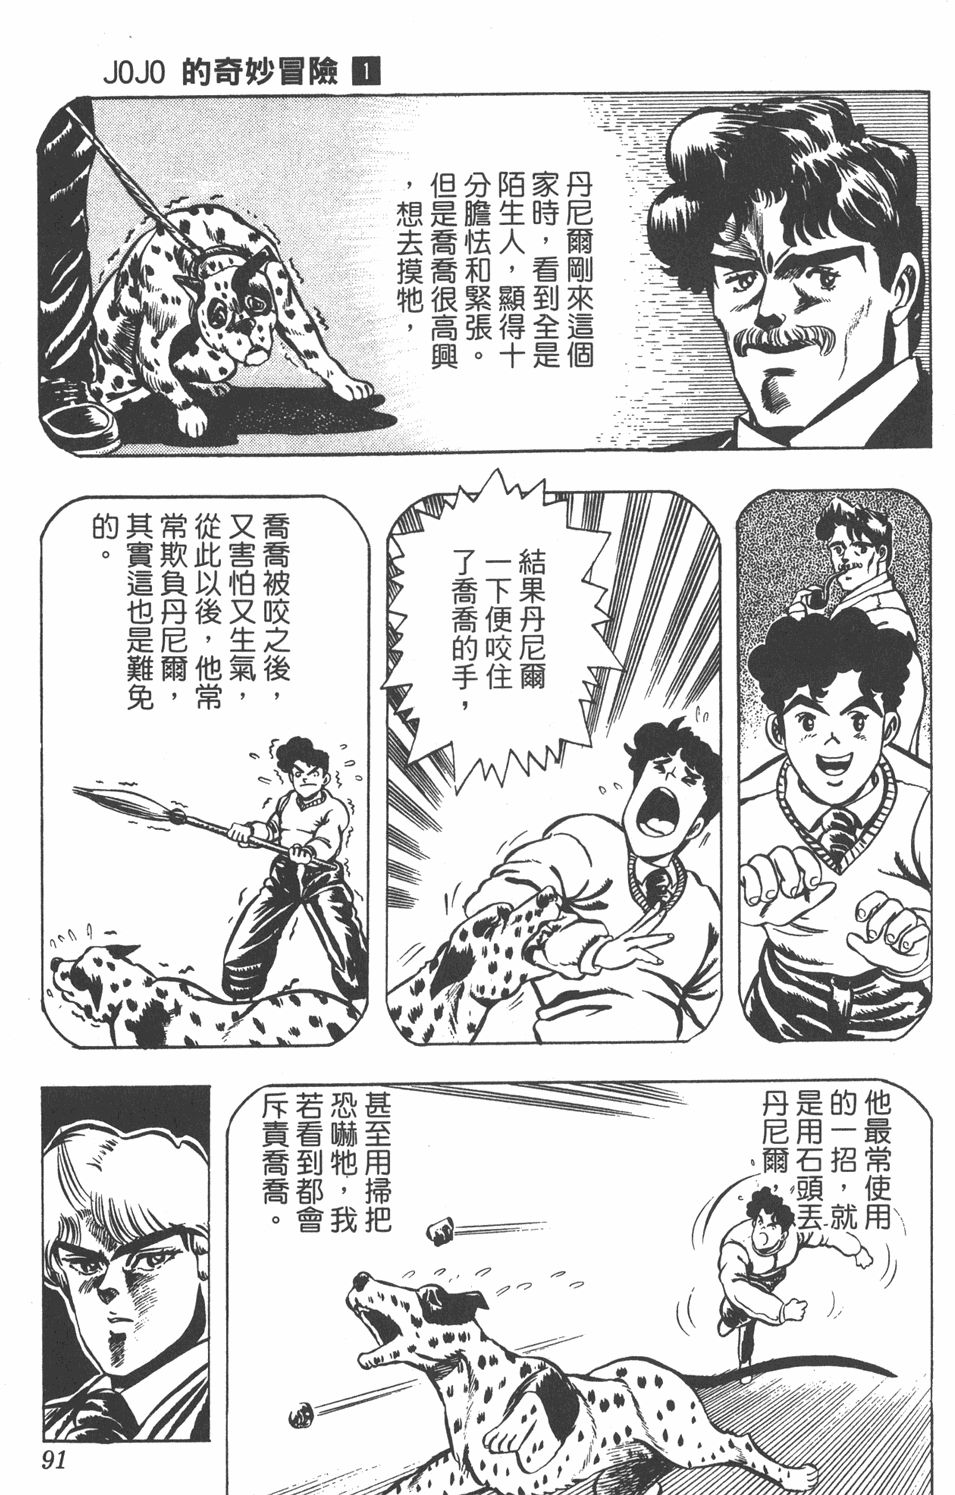 JOJO 的奇妙冒險 1
丹尼爾剛來這個
家時，看到全是
陌生人，顯得十
分膽怯和緊張。
但是喬喬很高興
，想去摸牠，
結果丹尼爾
一下便咬住
了喬喬的手，
喬喬被咬之後，
又害怕又生氣，
從此以後，他常
常欺負丹尼爾，
其實這也是難免
的。
他最常使用
的一招，就
是用石頭丟
丹尼爾，
甚至用掃把
恐嚇牠，我
若看到都會
斥責喬喬。
91